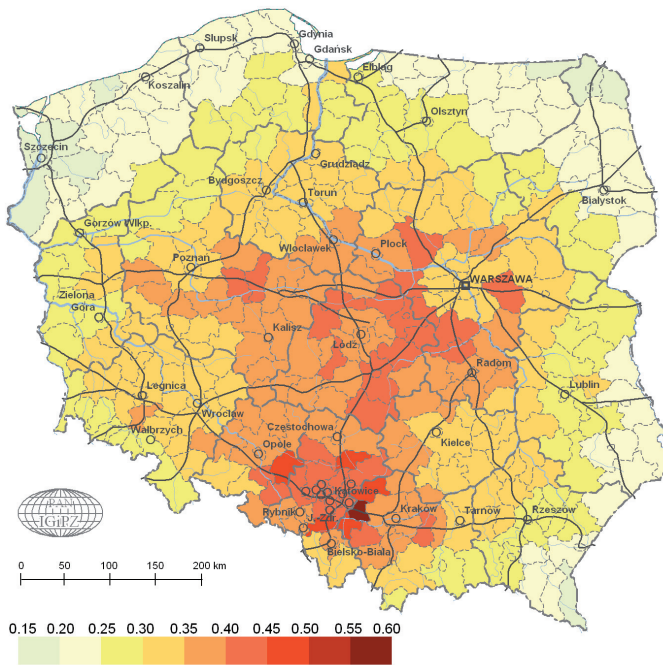 Gdynia
Słupsk
Gdańsk
Koszalin
Elbląg
Olsztyn
Szczecin
Grudziądz
Bydgoszcz
Toruń
Białystok
Gorzów Wlkp.
Włocławek
Płock
Poznań
WARSZAWA
Zielona
Góra
Kalisz
Łódź
Radom
Legnica
Lublin
Wrocław
Wałbrzych
Częstochowa
Opole
Kielce
PAN
IGiPZ
Katowice
Rybnik
J.-Zdr.
Kraków
Tarnów
Rzeszów
Bielsko-Biała
0 50 100 150 200 km
0.15 0.20 0.25 0.30 0.35 0.40 0.45 0.50 0.55 0.60